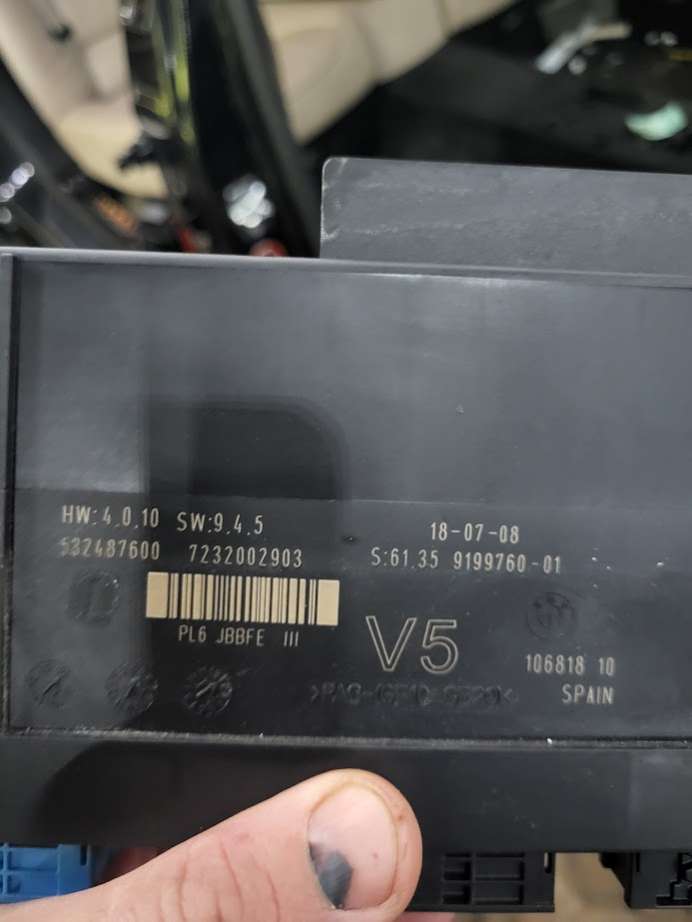 HW:4.0.10 SW:9.4.5
18-07-08
532487600 7232002903
S:61.35 9199760-01
PL6 JBBFE III
V5
106818 10
SPAIN